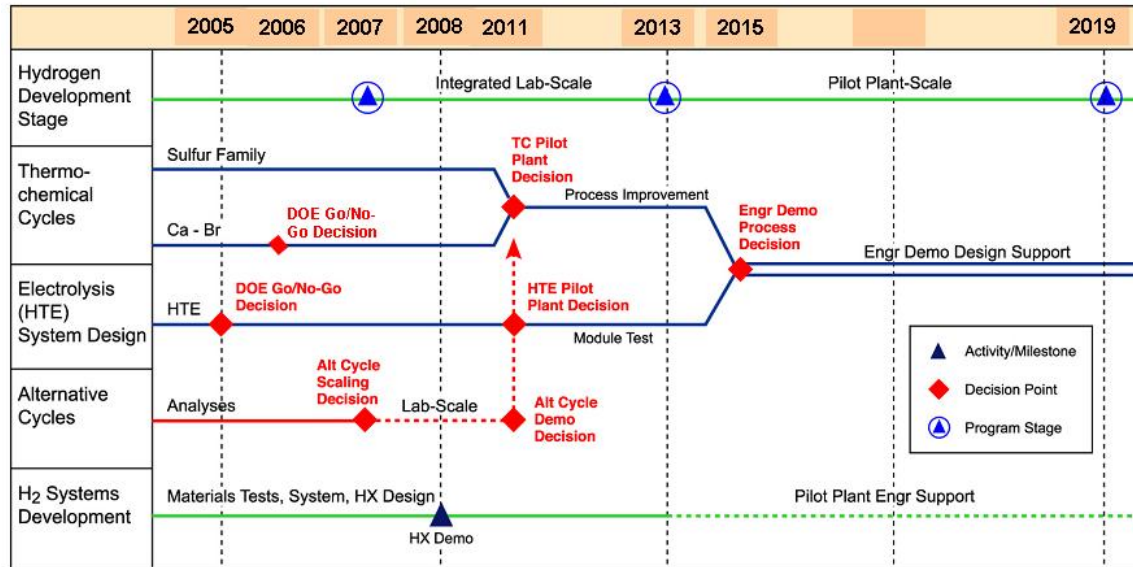 2005 2006 2007 2008 2011 2013 2015 2019
Hydrogen
Development
Stage
Integrated Lab-Scale
Pilot Plant-Scale
Thermo-
chemical
Cycles
Sulfur Family
TC Pilot
Plant
Decision
Process Improvement
Ca - Br
DOE Go/No-
Go Decision
Engr Demo
Process
Decision
Engr Demo Design Support
Electrolysis
(HTE)
System Design
HTE
DOE Go/No-Go
Decision
HTE Pilot
Plant Decision
Module Test
Alternative
Cycles
Analyses
Alt Cycle
Scaling
Decision
Lab-Scale
Alt Cycle
Demo
Decision
Activity/Milestone
Decision Point
Program Stage
H2 Systems
Development
Materials Tests, System, HX Design
HX Demo
Pilot Plant Engr Support